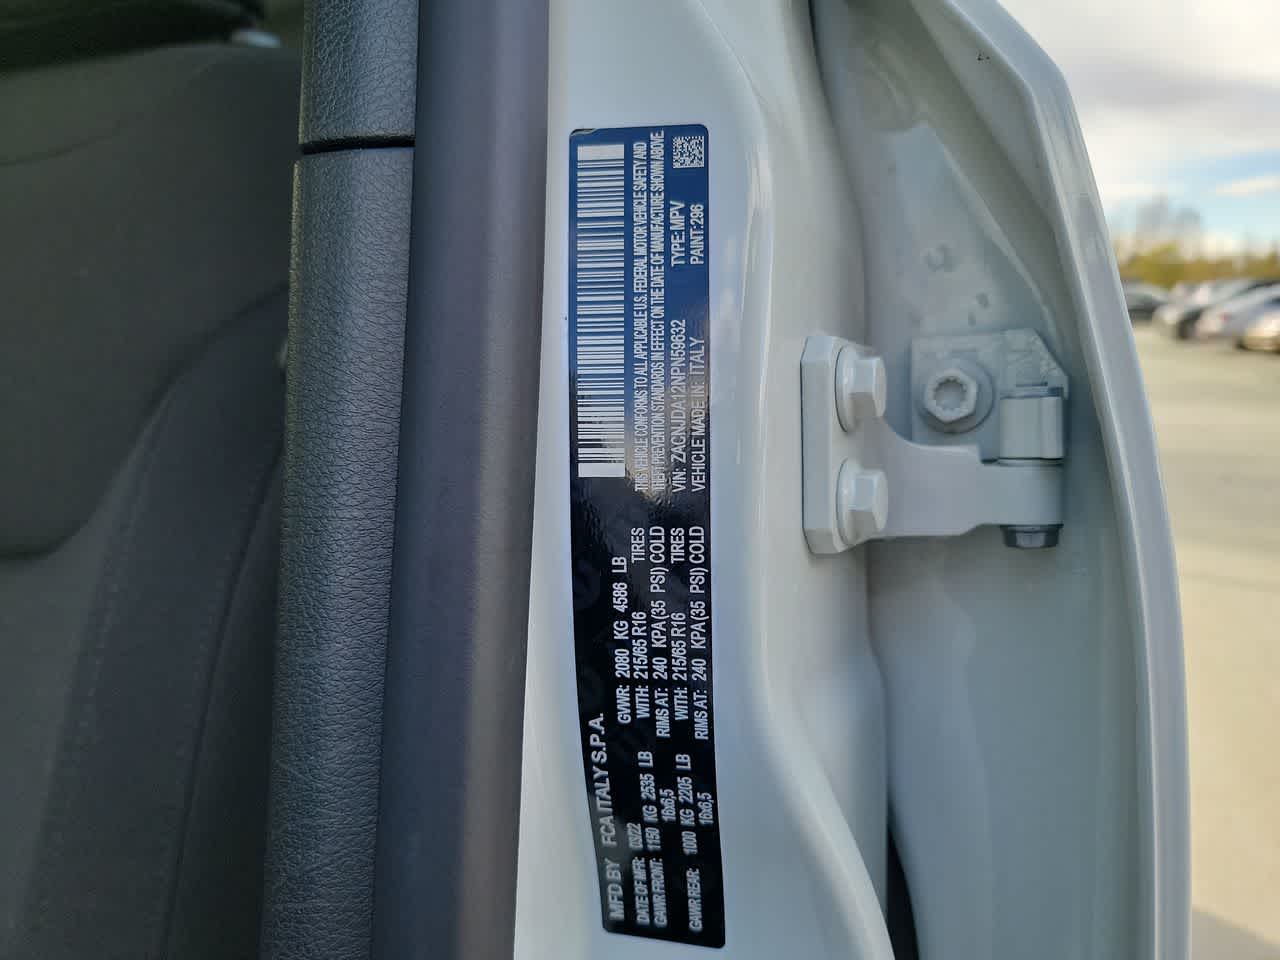 MFD BY FCA ITALY S.P.A.
DATE OF MFR: 03/22 GVWR: 2080 KG 4586 LB
GAWR FRONT: 1150 KG 2535 LB WITH: 215/65 R16 TIRES
16x6,5 RIMS AT: 240 KPA(35 PSI) COLD
GAWR REAR: 1000 KG 2205 LB WITH: 215/65 R16 TIRES
16x6,5 RIMS AT: 240 KPA(35 PSI) COLD
THIS VEHICLE CONFORMS TO ALL APPLICABLE U.S. FEDERAL MOTOR VEHICLE SAFETY AND
THEFT PREVENTION STANDARDS IN EFFECT ON THE DATE OF MANUFACTURE SHOWN ABOVE.
VIN: ZACNJDA12NPN59632 TYPE: MPV
VEHICLE MADE IN: ITALY PAINT: 296